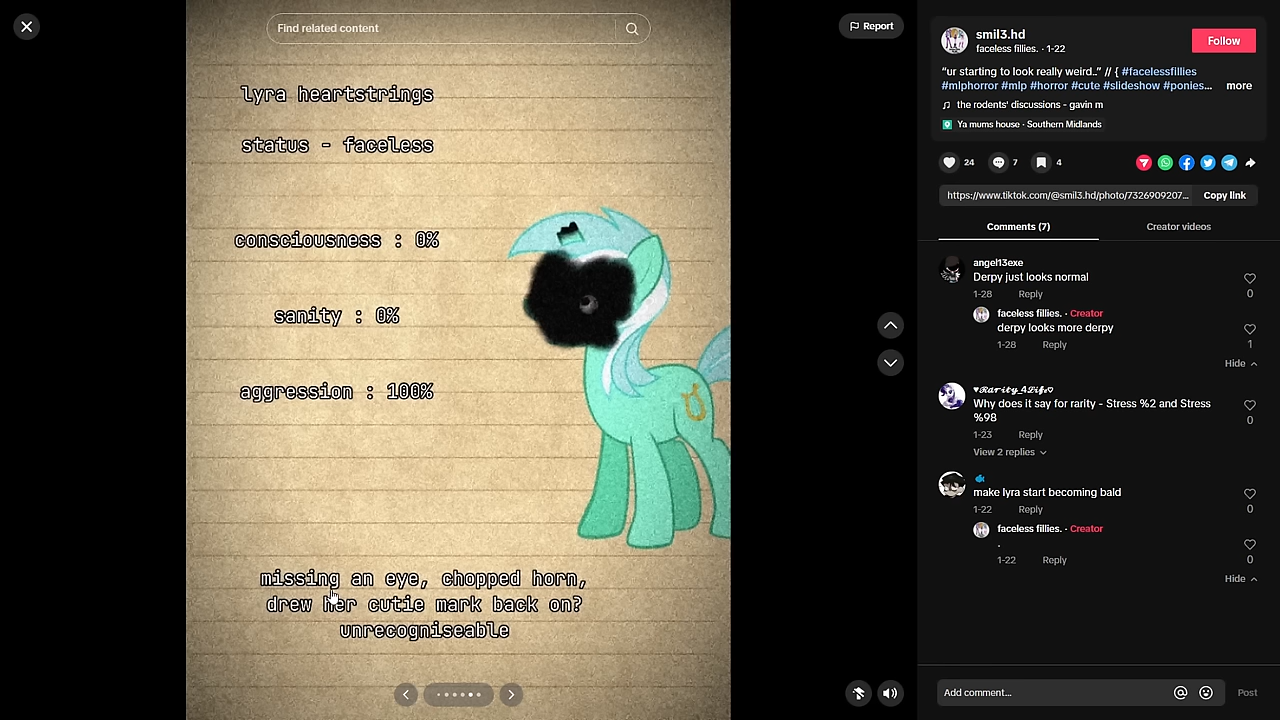 Find related content
Report
lyra heartstrings
status - faceless
consciousness : 0%
sanity : 0%
aggression : 100%
missing an eye, chopped horn,
drew her cutie mark back on?
unrecogniseable
smil3.hd
faceless fillies. · 1-22
Follow
“ur starting to look really weird..” // { #facelessfillies
#mlphorror #mlp #horror #cute #slideshow #ponies... more
the rodents' discussions - gavin m
Ya mums house · Southern Midlands
24
7
4
https://www.tiktok.com/@smil3.hd/photo/7326909207...
Copy link
Comments (7)
Creator videos
angel13exe
Derpy just looks normal
1-28 Reply
0
faceless fillies. · Creator
derpy looks more derpy
1-28 Reply
1
Hide
♥𝓡𝓪𝓻𝓲𝓽𝔂_4𝓛𝓲𝓯𝓮♡
Why does it say for rarity - Stress %2 and Stress
%98
1-23 Reply
0
View 2 replies
make lyra start becoming bald
1-22 Reply
0
faceless fillies. · Creator
.
1-22 Reply
0
Hide
Add comment...
Post